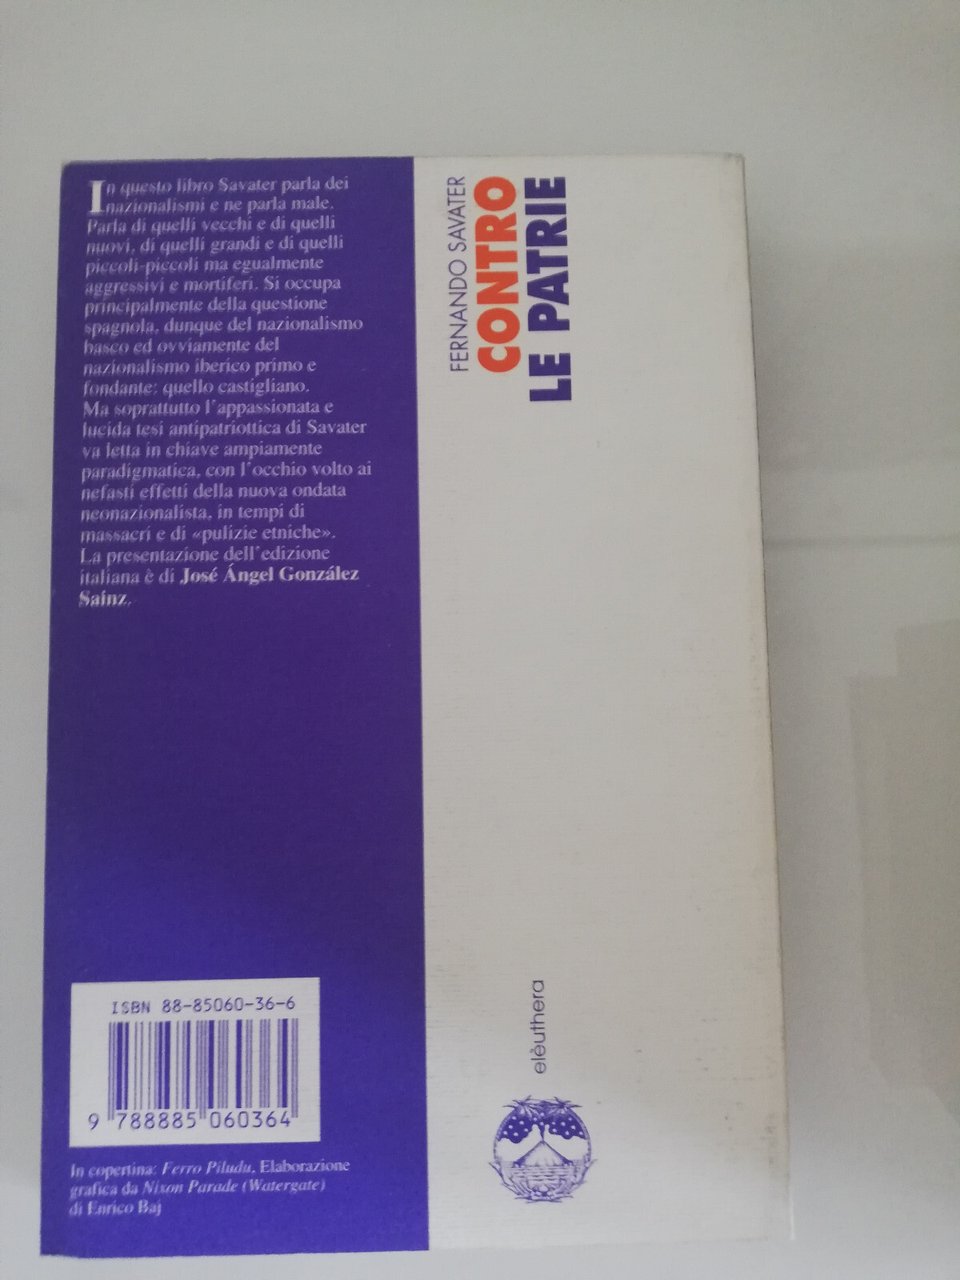 In questo libro Savater parla dei
nazionalismi e ne parla male.
Parla di quelli vecchi e di quelli
nuovi, di quelli grandi e di quelli
piccoli-piccoli ma egualmente
aggressivi e mortiferi. Si occupa
principalmente della questione
spagnola, dunque del nazionalismo
basco ed ovviamente del
nazionalismo iberico primo e
fondante: quello castigliano.
Ma soprattutto l'appassionata e
lucida tesi antipatriottica di Savater
va letta in chiave ampiamente
paradigmatica, con l'occhio volto ai
nefasti effetti della nuova ondata
neonazionalista, in tempi di
massacri e di «pulizie etniche».
La presentazione dell'edizione
italiana è di José Ángel González
Sainz.
ISBN 88-85060-36-6
9 788885 060364
In copertina: Ferro Piludu, Elaborazione
grafica da Nixon Parade (Watergate)
di Enrico Baj
FERNANDO SAVATER
CONTRO
LE PATRIE
elèuthera